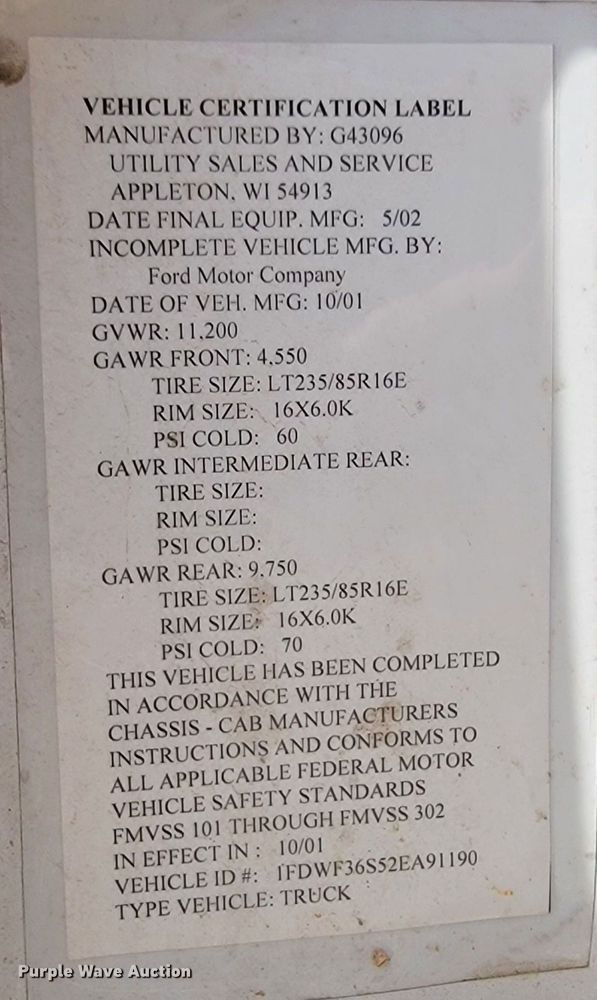 VEHICLE CERTIFICATION LABEL
MANUFACTURED BY: G43096
UTILITY SALES AND SERVICE
APPLETON, WI 54913
DATE FINAL EQUIP. MFG: 5/02
INCOMPLETE VEHICLE MFG. BY:
Ford Motor Company
DATE OF VEH. MFG: 10/01
GVWR: 11,200
GAWR FRONT: 4,550
TIRE SIZE: LT235/85R16E
RIM SIZE: 16X6.0K
PSI COLD: 60
GAWR INTERMEDIATE REAR:
TIRE SIZE:
RIM SIZE:
PSI COLD:
GAWR REAR: 9,750
TIRE SIZE: LT235/85R16E
RIM SIZE: 16X6.0K
PSI COLD: 70
THIS VEHICLE HAS BEEN COMPLETED
IN ACCORDANCE WITH THE
CHASSIS - CAB MANUFACTURERS
INSTRUCTIONS AND CONFORMS TO
ALL APPLICABLE FEDERAL MOTOR
VEHICLE SAFETY STANDARDS
FMVSS 101 THROUGH FMVSS 302
IN EFFECT IN : 10/01
VEHICLE ID #: 1FDWF36S52EA91190
TYPE VEHICLE: TRUCK
Purple Wave Auction